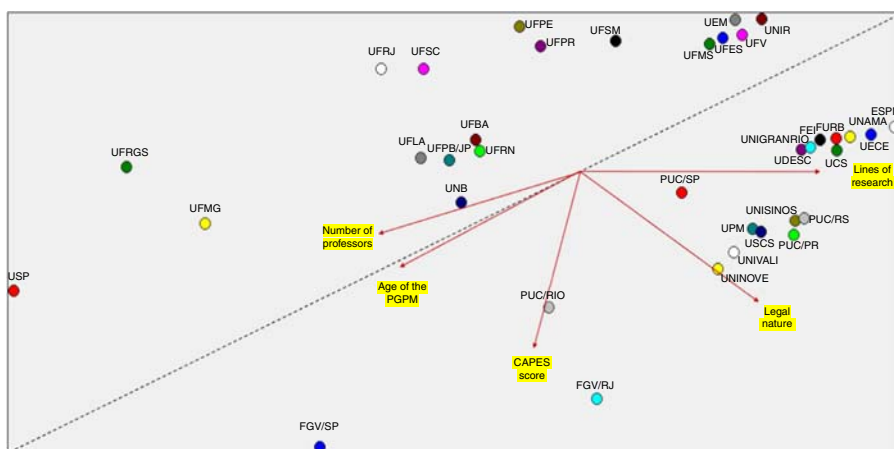 UFPE
UFSM
UEM
UNIR
UFPR
UFMS
UFES
UFV
UFRJ
UFSC
ESPM
UFBA
UNIGRANRIO
FEI
FURB
UNAMA
UFLA
UFPB/JP
UFRN
UDESC
UCS
UECE
UFRGS
Lines of
research
PUC/SP
UNB
UFMG
UNISINOS
PUC/RS
Number of
professors
UPM
USCS
PUC/PR
UNIVALI
USP
UNINOVE
Age of the
PGPM
PUC/RIO
Legal
nature
CAPES
score
FGV/RJ
FGV/SP